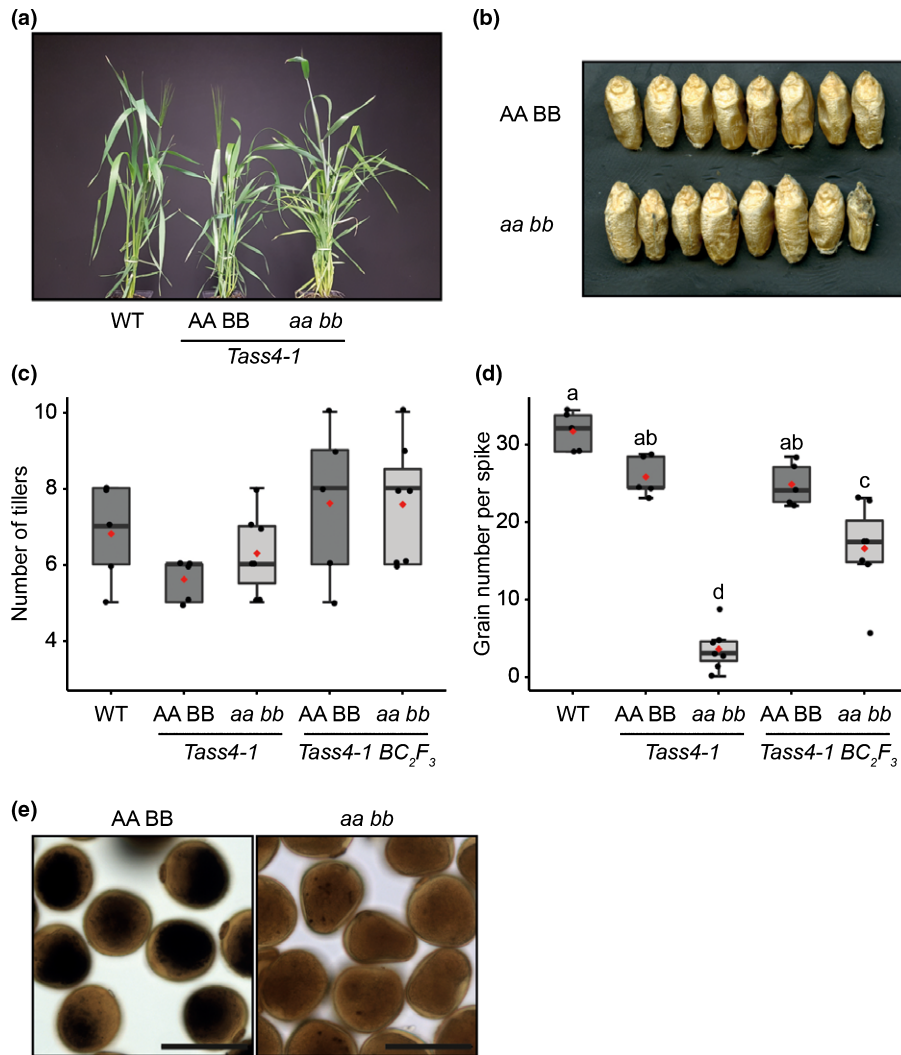 (a)
WT
AA BB
aa bb
Tass4-1
(b)
AA BB
aa bb
(c)
Number of tillers
10
8
6
4
WT
AA BB
aa bb
AA BB
aa bb
Tass4-1
Tass4-1 BC₂F₃
(d)
Grain number per spike
30
20
10
0
a
ab
d
ab
c
WT
AA BB
aa bb
AA BB
aa bb
Tass4-1
Tass4-1 BC₂F₃
(e)
AA BB
aa bb